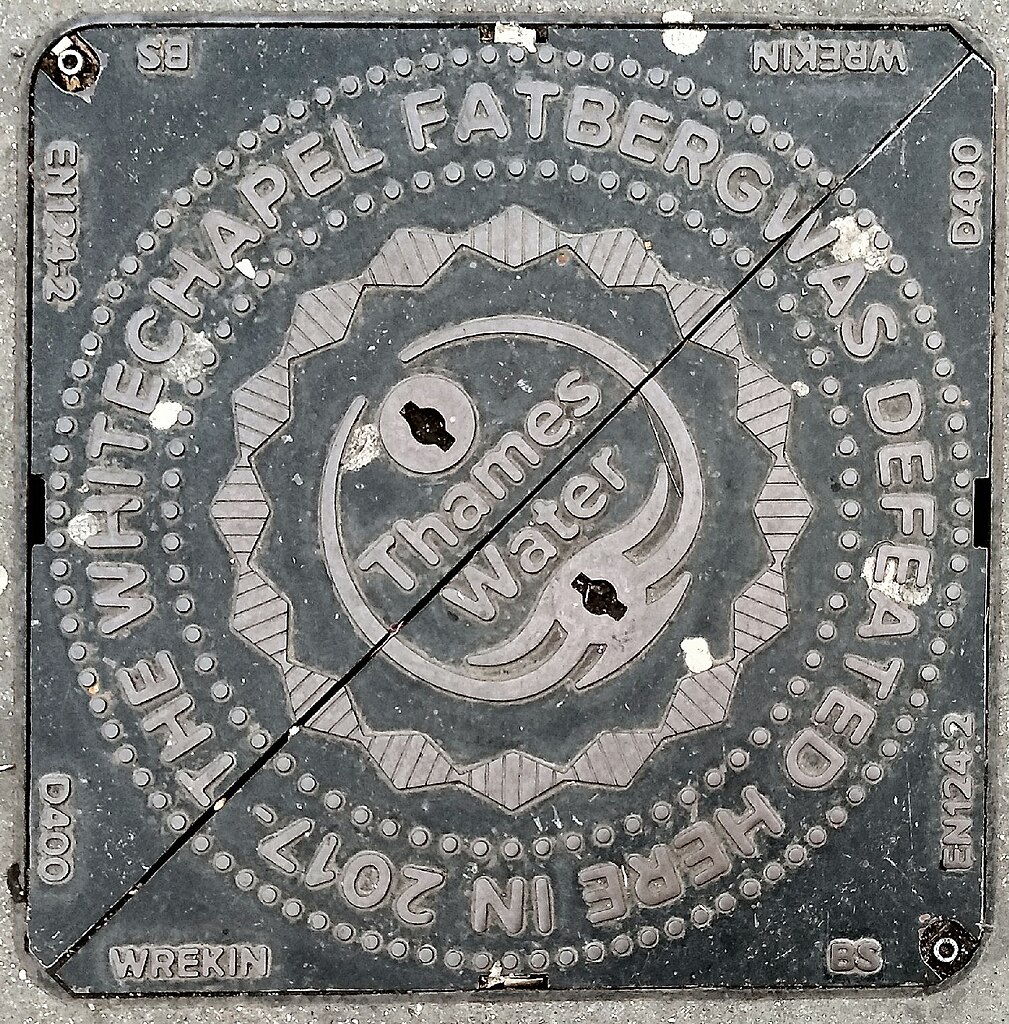 BS
WREKIN
EN124-2
D400
THE WHITECHAPEL FATBERG WAS DEFEATED HERE IN 2017-
Thames
Water
D400
EN124-2
WREKIN
BS